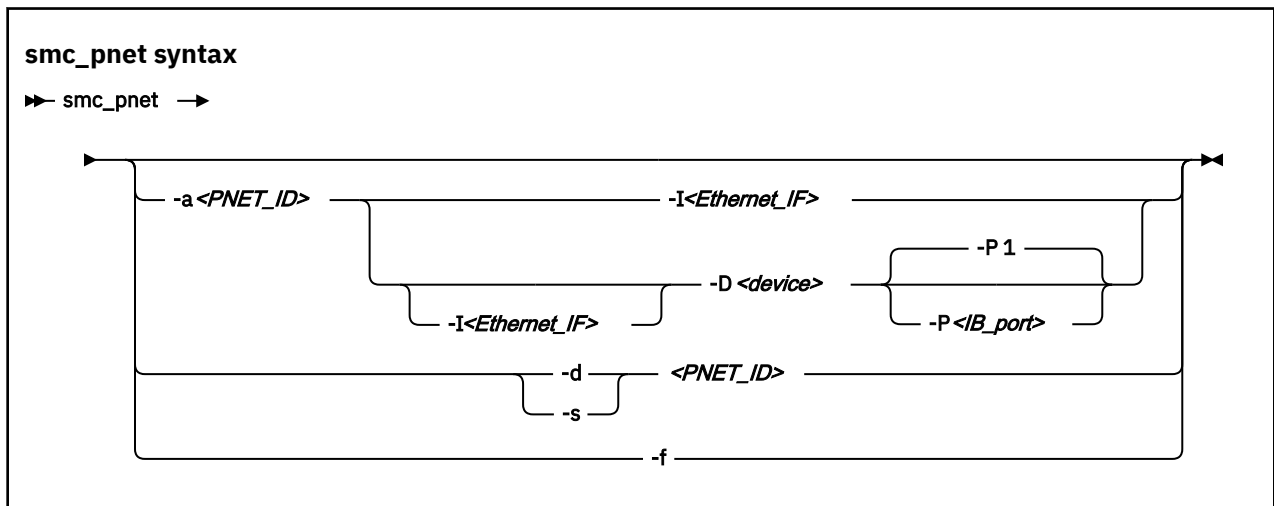 smc_pnet syntax
smc_pnet
-a <PNET_ID> -I<Ethernet_IF>
-P 1
-D <device>
-I<Ethernet_IF> -P <IB_port>
-d <PNET_ID>
-s
-f